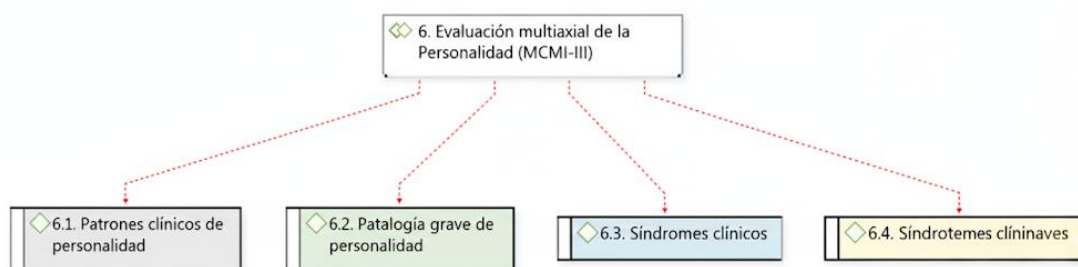 6. Evaluación multiaxial de la
Personalidad (MCMI-III)
6.1. Patrones clínicos de
personalidad
6.2. Patalogía grave de
personalidad
6.3. Síndromes clínicos
6.4. Síndrotemes clíninaves